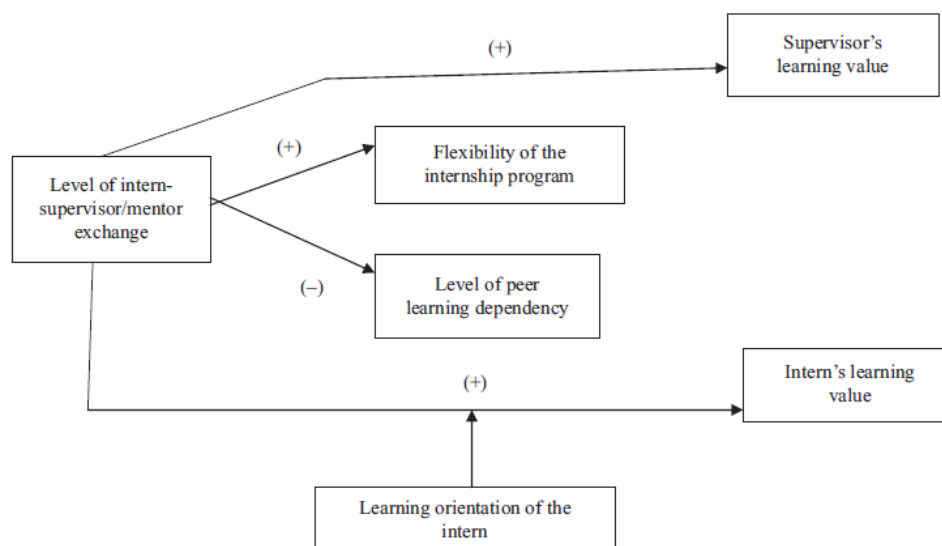 (+)
Supervisor's
learning value
(+)
Flexibility of the
internship program
Level of intern-
supervisor/mentor
exchange
(–)
Level of peer
learning dependency
(+)
Intern's learning
value
Learning orientation of the
intern